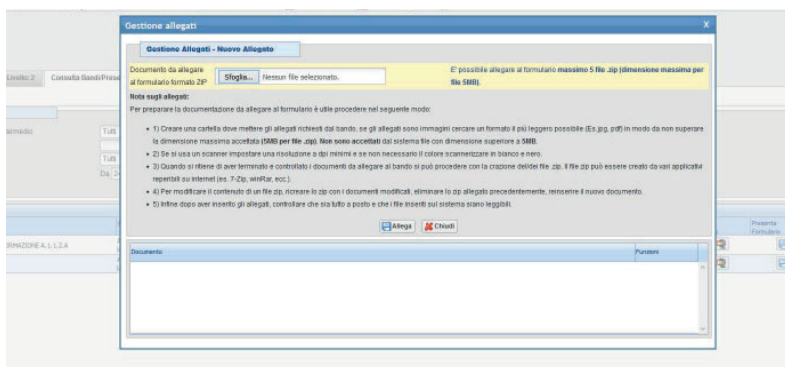 Gestione allegati
X
Gestione Allegati - Nuovo Allegato
Documento da allegare
al formulario formato ZIP
Sfoglia... Nessun file selezionato.
E' possibile allegare al formulario massimo 5 file .zip (dimensione massima per
file 5MB).
Nota sugli allegati:
Per preparare la documentazione da allegare al formulario è utile procedere nel seguente modo:
• 1) Creare una cartella dove mettere gli allegati richiesti dal bando, se gli allegati sono immagini cercare un formato il più leggero possibile (Es.jpg, pdf) in modo da non superare
la dimensione massima accettata (5MB per file .zip). Non sono accettati dal sistema file con dimensione superiore a 5MB.
• 2) Se si usa un scanner impostare una risoluzione a dpi minimi e se non necessario il colore scannerizzare in bianco e nero.
• 3) Quando si ritiene di aver terminato e controllato i documenti da allegare al bando si può procedere con la crazione del/dei file .zip. Il file zip può essere creato da vari applicativi
reperibili su internet (es. 7-Zip, winRar, ecc.).
• 4) Per modificare il contenuto di un file zip, ricreare lo zip con i documenti modificati, eliminare lo zip allegato precedentemente, reinserire il nuovo documento.
• 5) Infine dopo aver inserito gli allegati, controllare che sia tutto a posto e che i file inseriti sul sistema siano leggibili.
Allega Chiudi
Documento Funzioni
Livello: 2 Consulta Bandi/Prese
Tutti
Tutti
Da
Presenta
Formulario